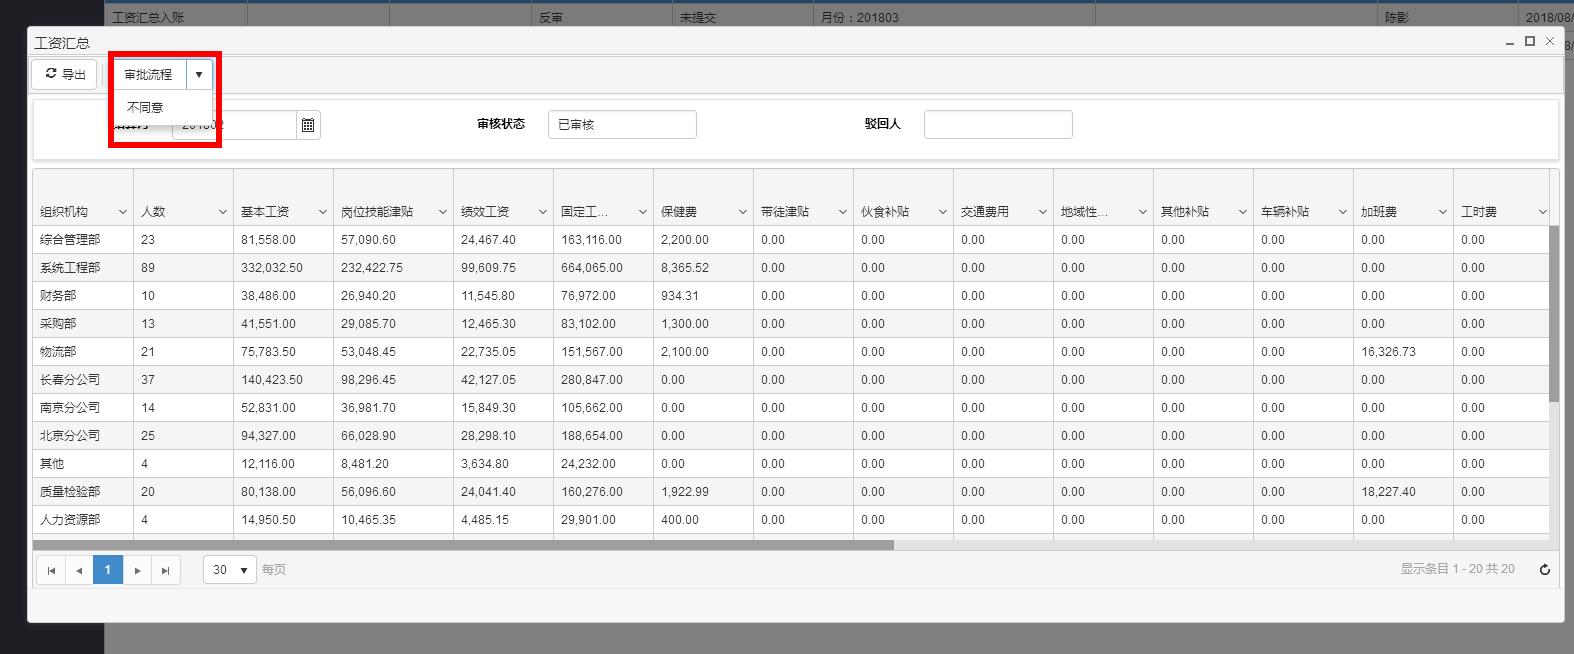 工资汇总入账 反审 未提交 月份：201803 陈影 2018/08/
工资汇总
导出 审批流程
不同意
审核状态 已审核 驳回人
组织机构 人数 基本工资 岗位技能津贴 绩效工资 固定工... 保健费 带徒津贴 伙食补贴 交通费用 地域性... 其他补贴 车辆补贴 加班费 工时费
综合管理部 23 81,558.00 57,090.60 24,467.40 163,116.00 2,200.00 0.00 0.00 0.00 0.00 0.00 0.00 0.00 0.00
系统工程部 89 332,032.50 232,422.75 99,609.75 664,065.00 8,365.52 0.00 0.00 0.00 0.00 0.00 0.00 0.00 0.00
财务部 10 38,486.00 26,940.20 11,545.80 76,972.00 934.31 0.00 0.00 0.00 0.00 0.00 0.00 0.00 0.00
采购部 13 41,551.00 29,085.70 12,465.30 83,102.00 1,300.00 0.00 0.00 0.00 0.00 0.00 0.00 0.00 0.00
物流部 21 75,783.50 53,048.45 22,735.05 151,567.00 2,100.00 0.00 0.00 0.00 0.00 0.00 0.00 16,326.73 0.00
长春分公司 37 140,423.50 98,296.45 42,127.05 280,847.00 0.00 0.00 0.00 0.00 0.00 0.00 0.00 0.00 0.00
南京分公司 14 52,831.00 36,981.70 15,849.30 105,662.00 0.00 0.00 0.00 0.00 0.00 0.00 0.00 0.00 0.00
北京分公司 25 94,327.00 66,028.90 28,298.10 188,654.00 0.00 0.00 0.00 0.00 0.00 0.00 0.00 0.00 0.00
其他 4 12,116.00 8,481.20 3,634.80 24,232.00 0.00 0.00 0.00 0.00 0.00 0.00 0.00 0.00 0.00
质量检验部 20 80,138.00 56,096.60 24,041.40 160,276.00 1,922.99 0.00 0.00 0.00 0.00 0.00 0.00 18,227.40 0.00
人力资源部 4 14,950.50 10,465.35 4,485.15 29,901.00 400.00 0.00 0.00 0.00 0.00 0.00 0.00 0.00 0.00
1 30 每页 显示条目 1 - 20 共 20